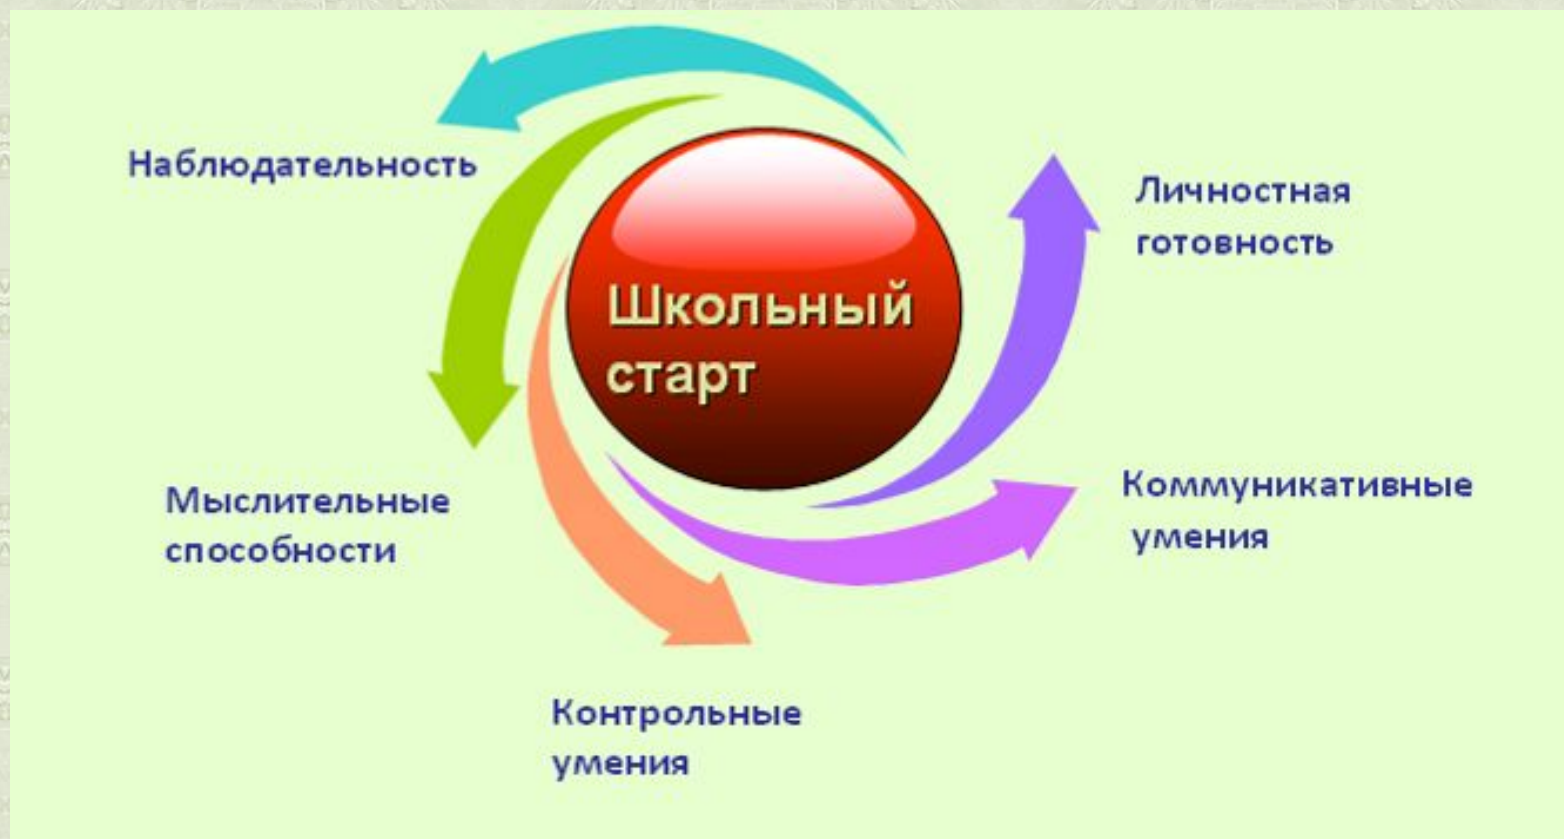 Наблюдательность
Личностная
готовность
Школьный
старт
Мыслительные
способности
Коммуникативные
умения
Контрольные
умения